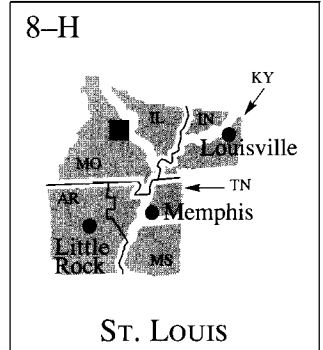 8–H
KY
IL
IN
Louisville
MO
TN
AR
Memphis
Little
Rock
MS
ST. LOUIS